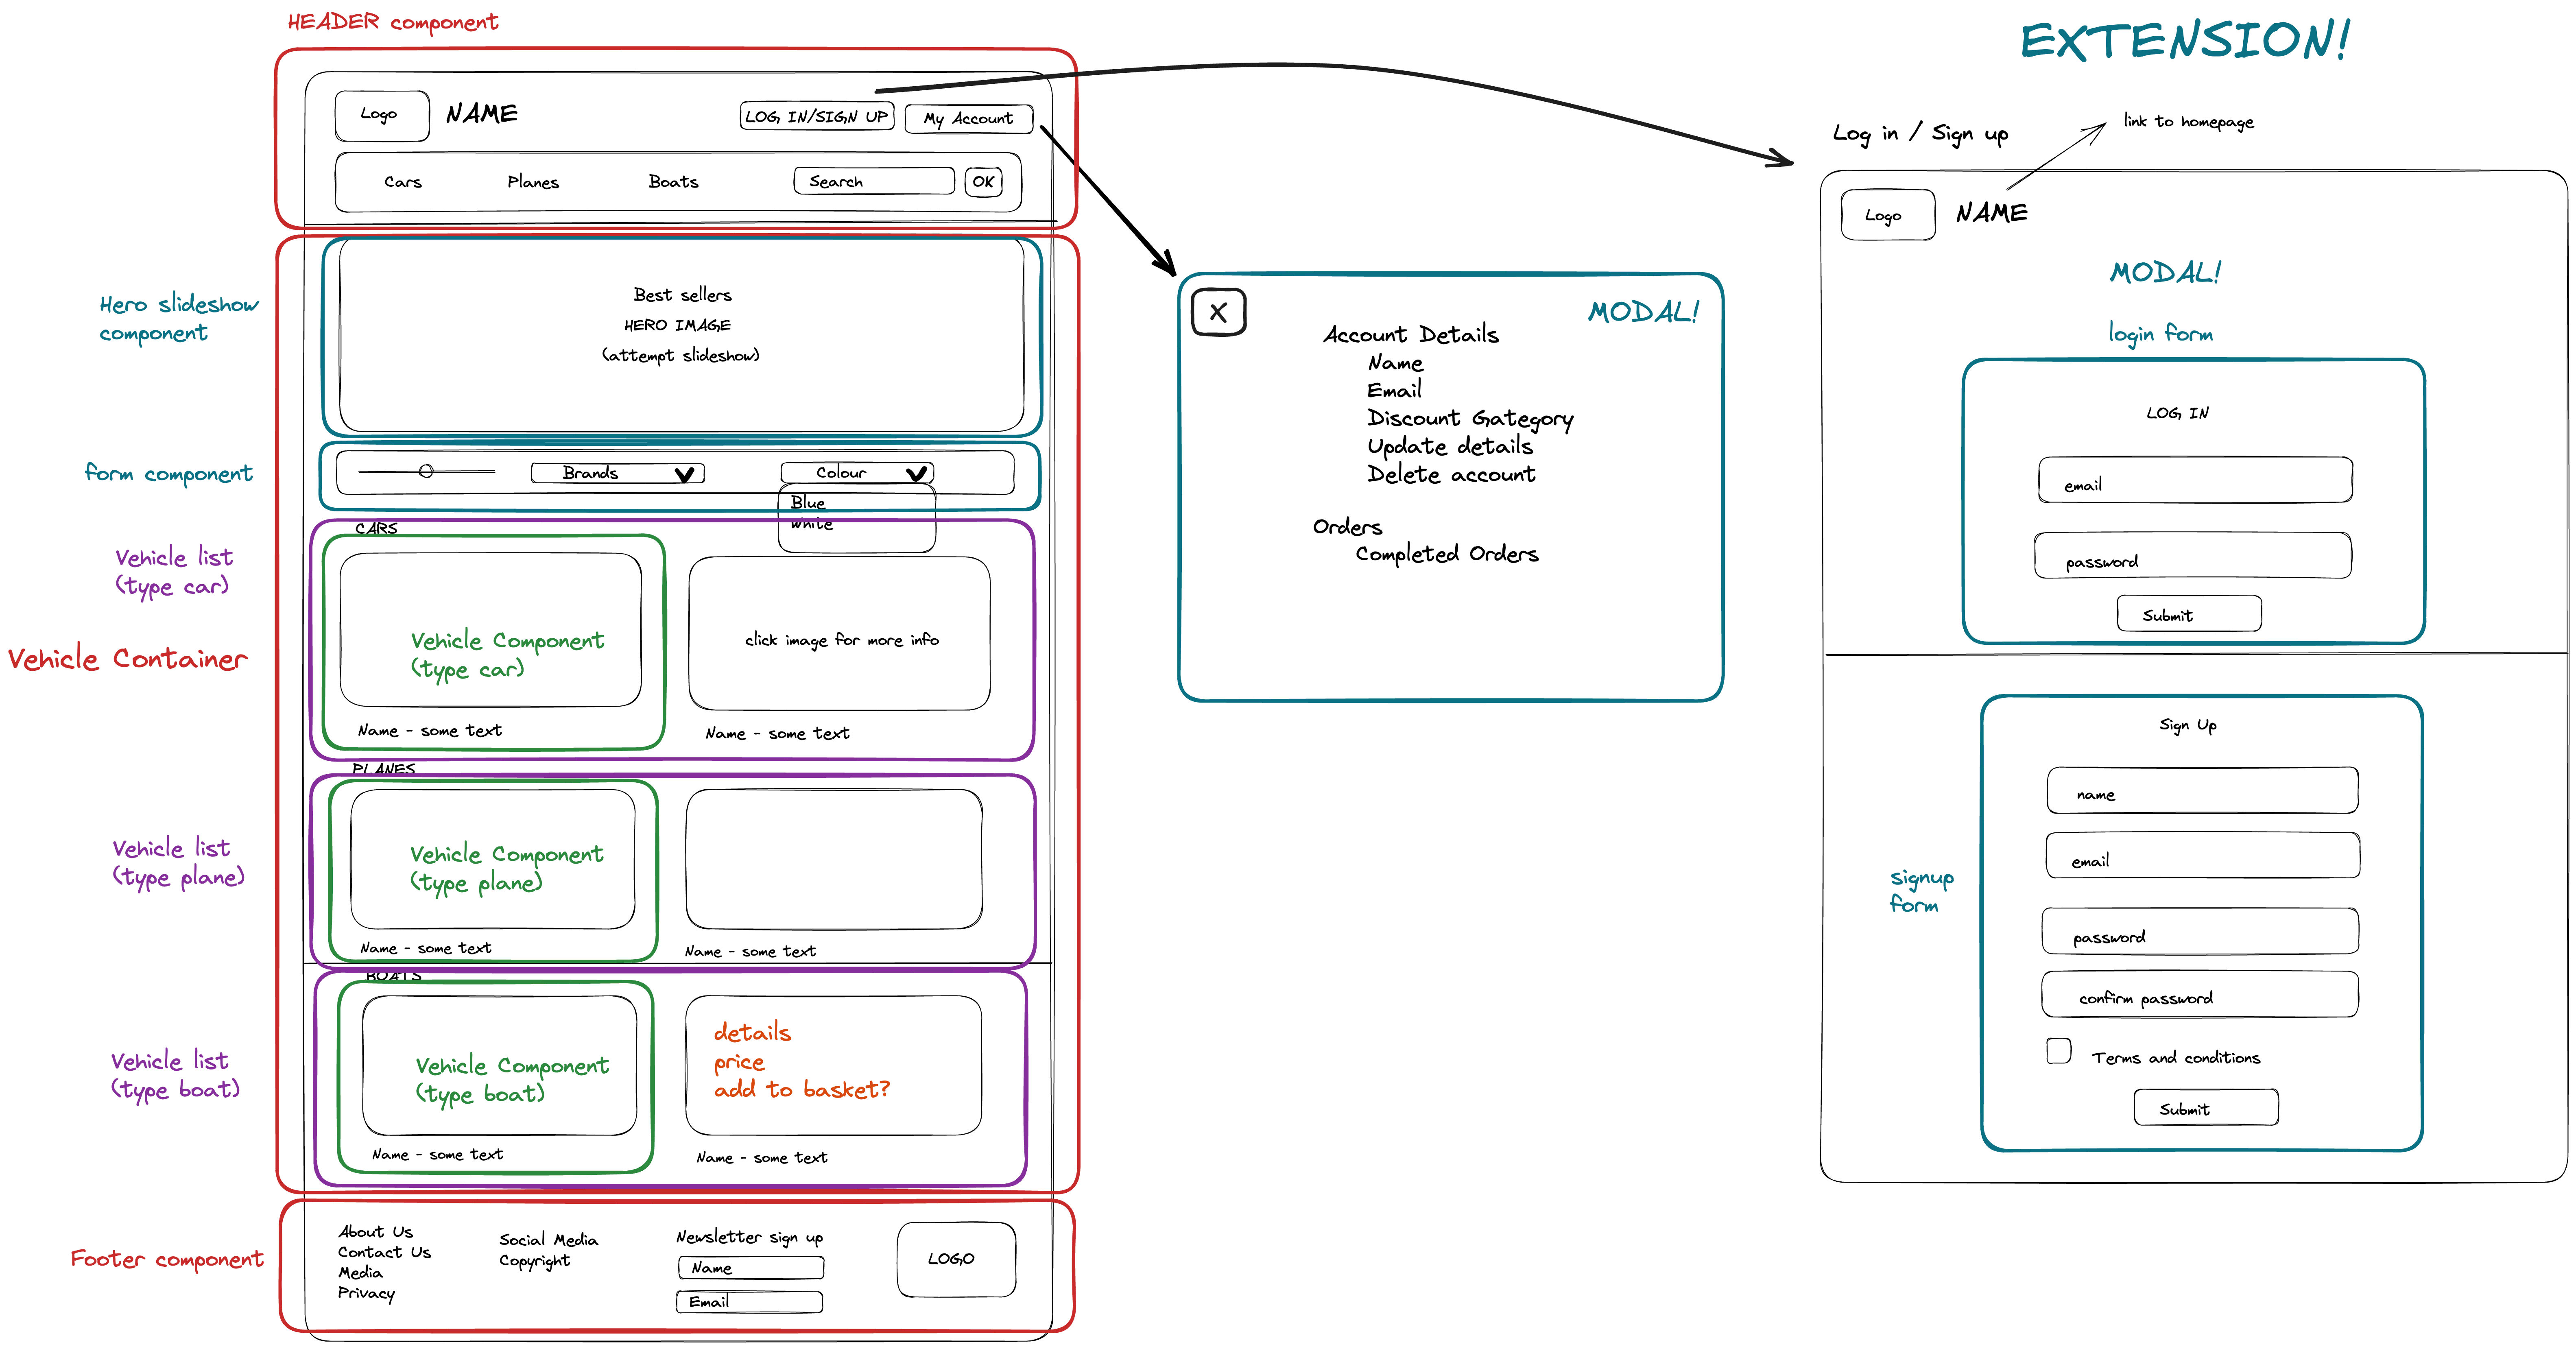 HEADER component
Logo
NAME
LOG IN/SIGN UP
My Account
Cars
Planes
Boats
Search
OK
Hero slideshow
component
Best sellers
HERO IMAGE
(attempt slideshow)
form component
Brands
Colour
Blue
White
Vehicle list
(type car)
CARS
Vehicle Component
(type car)
click image for more info
Name - some text
Name - some text
Vehicle Container
PLANES
Vehicle list
(type plane)
Vehicle Component
(type plane)
Name - some text
Name - some text
BOATS
Vehicle list
(type boat)
Vehicle Component
(type boat)
details
price
add to basket?
Name - some text
Name - some text
Footer component
About Us
Contact Us
Media
Privacy
Social Media
Copyright
Newsletter sign up
Name
Email
LOGO
X
MODAL!
Account Details
Name
Email
Discount Gategory
Update details
Delete account
Orders
Completed Orders
EXTENSION!
Log in / Sign up
link to homepage
Logo
NAME
MODAL!
login form
LOG IN
email
password
Submit
signup
form
Sign Up
name
email
password
confirm password
Terms and conditions
Submit